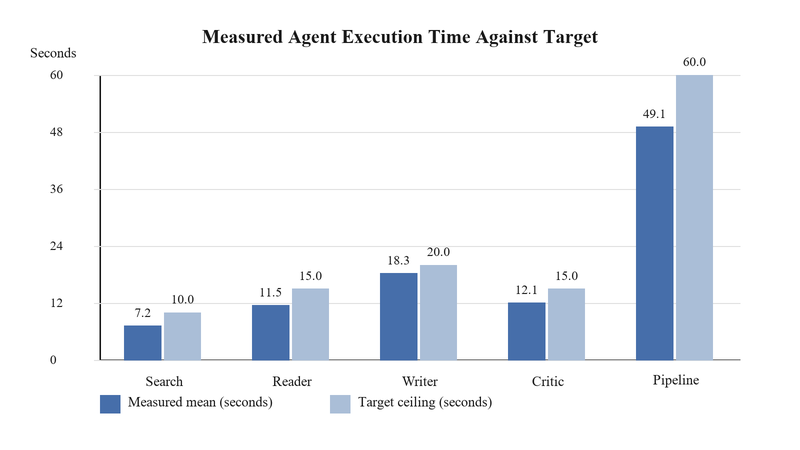 Measured Agent Execution Time Against Target
Seconds
60
48
36
24
12
0
7.2
10.0
11.5
15.0
18.3
20.0
12.1
15.0
49.1
60.0
Search
Reader
Writer
Critic
Pipeline
Measured mean (seconds)
Target ceiling (seconds)